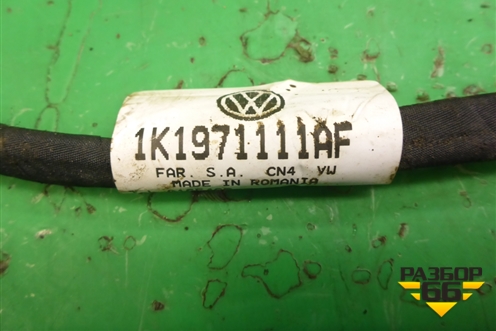 VW
1K1971111AF
FAR. S.A. CN4 VW
MADE IN ROMANIA
РАЗБОР
66